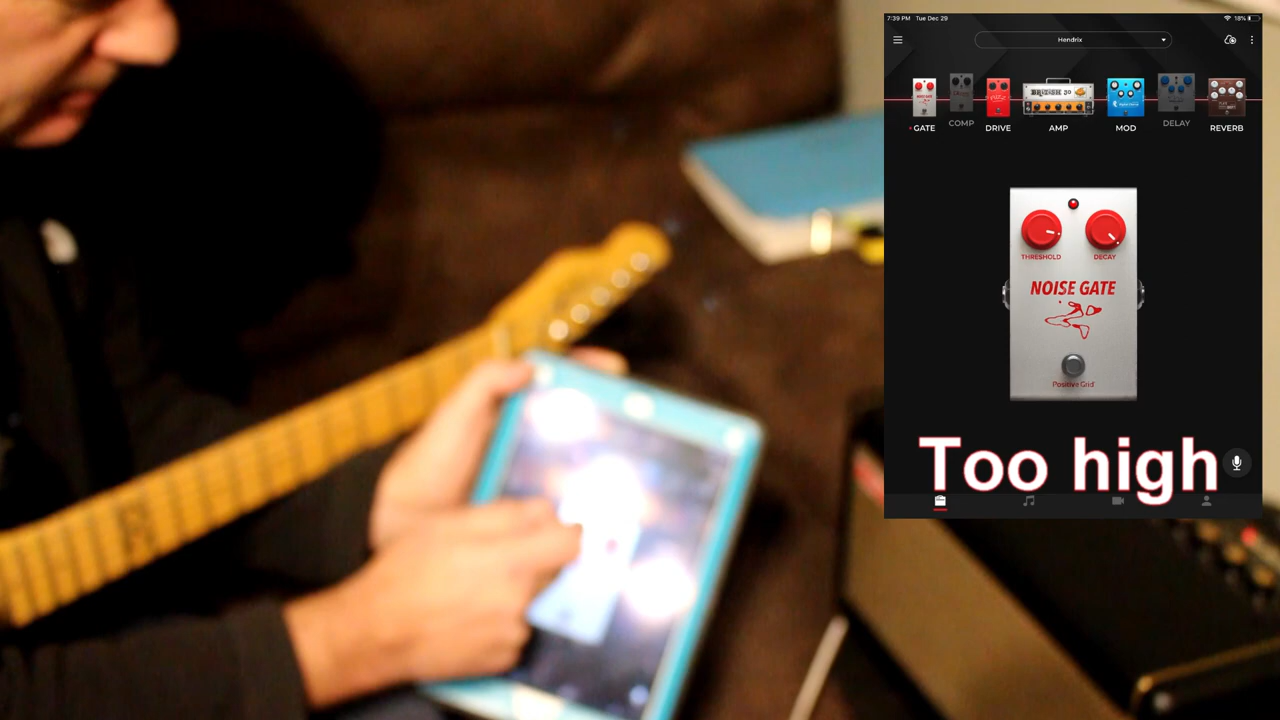 7:39 PM Tue Dec 29
18%
Hendrix
GATE
COMP
DRIVE
AMP
MOD
DELAY
REVERB
THRESHOLD
DECAY
NOISE GATE
Positive Grid
Too high